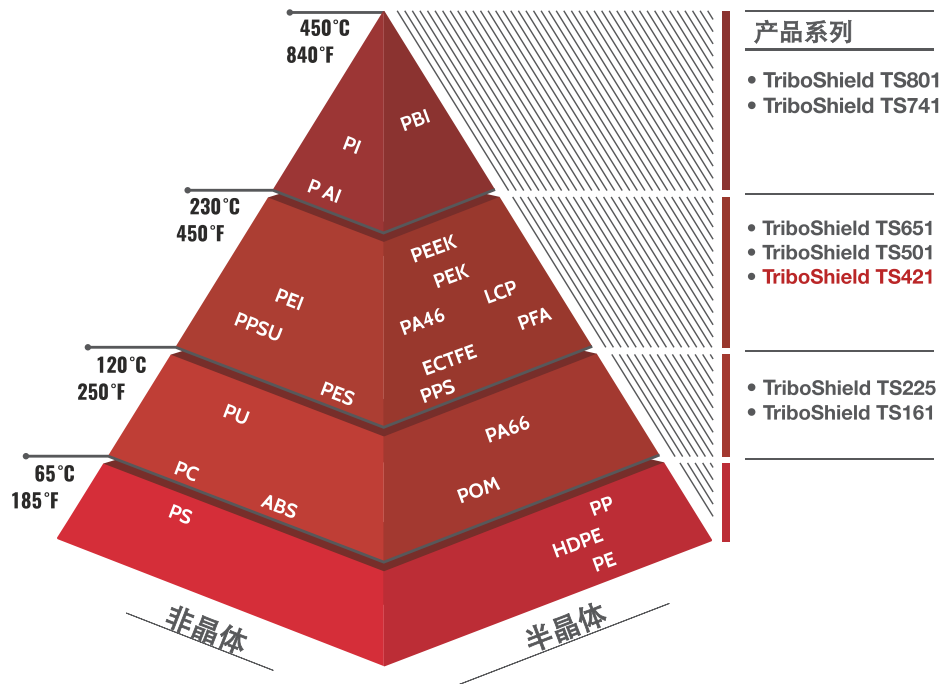 450°C
840°F
PI
PBI
P AI
230°C
450°F
PEEK
PEK
LCP
PEI
PA46
PFA
PPSU
ECTFE
PES
PPS
120°C
250°F
PU
PA66
PC
ABS
POM
65°C
185°F
PS
PP
HDPE
PE
非晶体
半晶体
产品系列
• TriboShield TS801
• TriboShield TS741
• TriboShield TS651
• TriboShield TS501
• TriboShield TS421
• TriboShield TS225
• TriboShield TS161